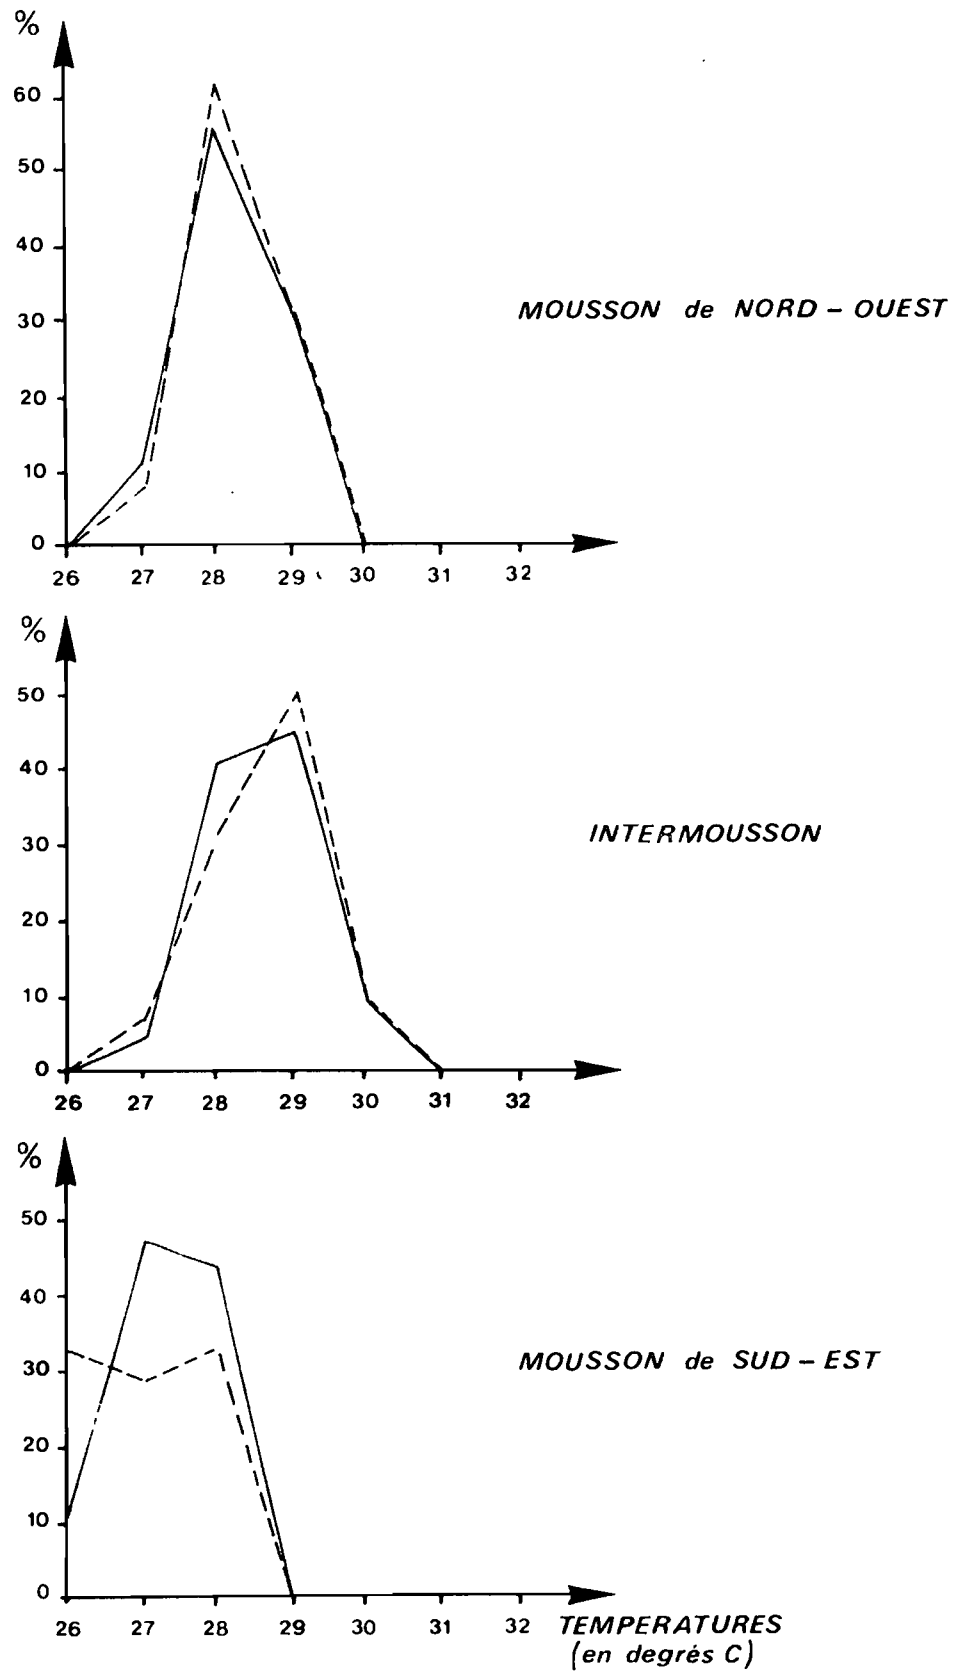 %
60
50
40
30
20
10
0
26 27 28 29 30 31 32
MOUSSON de NORD - OUEST
%
50
40
30
20
10
0
26 27 28 29 30 31 32
INTERMOUSSON
%
50
40
30
20
10
0
26 27 28 29 30 31 32
MOUSSON de SUD - EST
TEMPERATURES
(en degrés C)